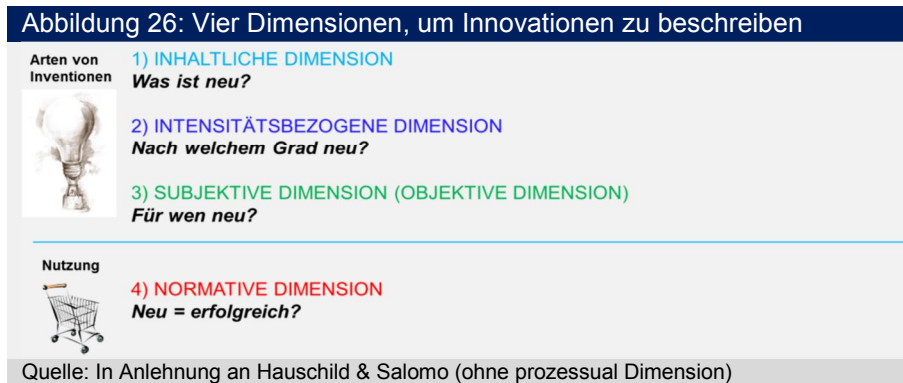 Abbildung 26: Vier Dimensionen, um Innovationen zu beschreiben
Arten von
Inventionen
1) INHALTLICHE DIMENSION
Was ist neu?
2) INTENSITÄTSBEZOGENE DIMENSION
Nach welchem Grad neu?
3) SUBJEKTIVE DIMENSION (OBJEKTIVE DIMENSION)
Für wen neu?
Nutzung
4) NORMATIVE DIMENSION
Neu = erfolgreich?
Quelle: In Anlehnung an Hauschild & Salomo (ohne prozessual Dimension)